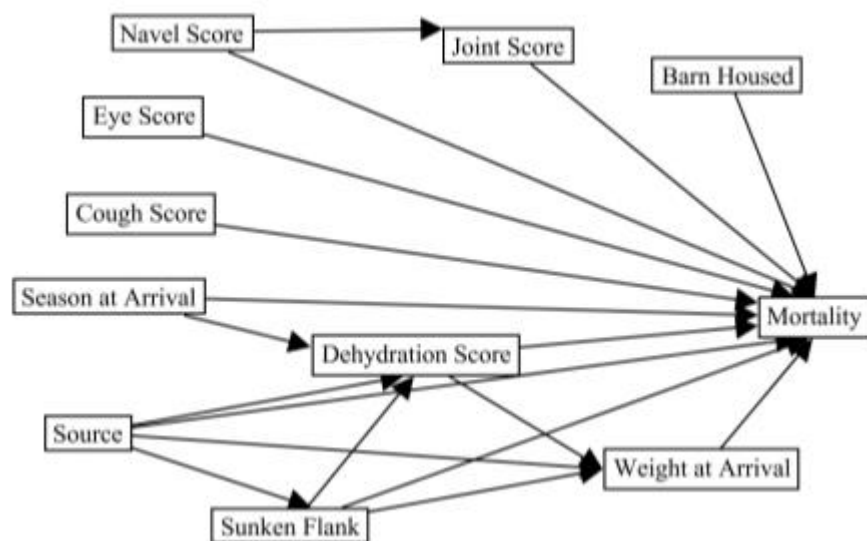 Navel Score
Joint Score
Barn Housed
Eye Score
Cough Score
Season at Arrival
Mortality
Dehydration Score
Source
Weight at Arrival
Sunken Flank